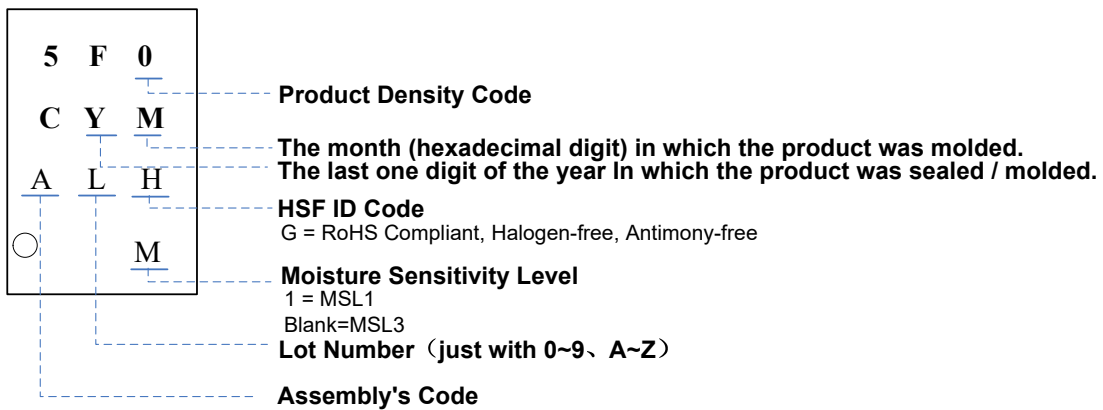 5 F 0
Product Density Code
C Y M
The month (hexadecimal digit) in which the product was molded.
The last one digit of the year In which the product was sealed / molded.
A L H
HSF ID Code
G = RoHS Compliant, Halogen-free, Antimony-free
M
Moisture Sensitivity Level
1 = MSL1
Blank=MSL3
Lot Number（just with 0~9、A~Z）
Assembly's Code